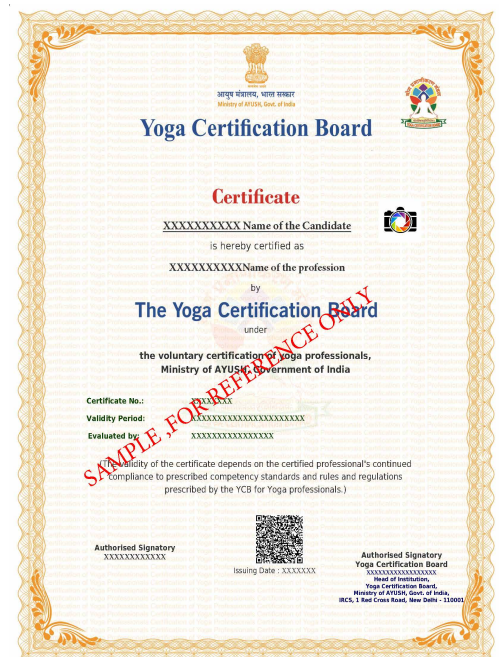 आयुष मंत्रालय, भारत सरकार
Ministry of AYUSH, Govt. of India
Yoga Certification Board
Certificate
XXXXXXXXXX Name of the Candidate
is hereby certified as
XXXXXXXXXXName of the profession
by
The Yoga Certification Board
under
the voluntary certification of yoga professionals,
Ministry of AYUSH, Government of India
Certificate No.: XXXXXXXX
Validity Period: XXXXXXXXXXXXXXXXXXXXXX
Evaluated by: XXXXXXXXXXXXXXXX
SAMPLE ,FOR REFERENCE ONLY
(The validity of the certificate depends on the certified professional's continued
compliance to prescribed competency standards and rules and regulations
prescribed by the YCB for Yoga professionals.)
Authorised Signatory
XXXXXXXXXXXX
Issuing Date : XXXXXXX
Authorised Signatory
Yoga Certification Board
XXXXXXXXXXXXXXXXXX
Head of Institution,
Yoga Certification Board,
Ministry of AYUSH, Govt. of India,
IRCS, 1 Red Cross Road, New Delhi - 110001